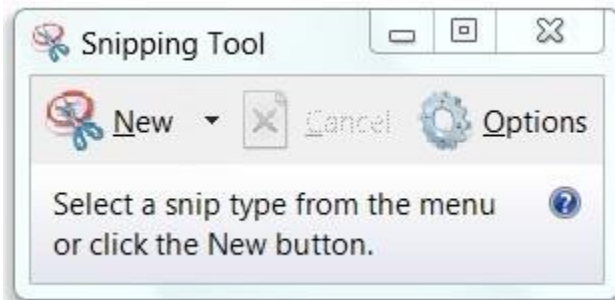 Snipping Tool
New Cancel Options
Select a snip type from the menu
or click the New button.